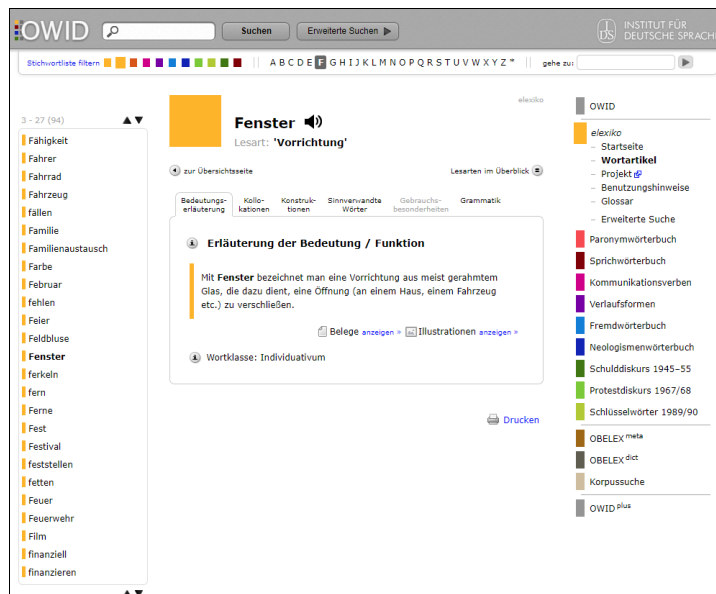 OWID
Suchen
Erweiterte Suchen
IDS
INSTITUT FÜR
DEUTSCHE SPRACHE
Stichwortliste filtern
A B C D E F G H I J K L M N O P Q R S T U V W X Y Z *
gehe zu:
3 - 27 (94)
Fähigkeit
Fahrer
Fahrrad
Fahrzeug
fällen
Familie
Familienaustausch
Farbe
Februar
fehlen
Feier
Feldbluse
Fenster
ferkeln
fern
Ferne
Fest
Festival
feststellen
fetten
Feuer
Feuerwehr
Film
finanziell
finanzieren
elexiko
Fenster
Lesart: 'Vorrichtung'
zur Übersichtsseite
Lesarten im Überblick
Bedeutungs-
erläuterung
Kollo-
kationen
Konstruk-
tionen
Sinnverwandte
Wörter
Gebrauchs-
besonderheiten
Grammatik
Erläuterung der Bedeutung / Funktion
Mit Fenster bezeichnet man eine Vorrichtung aus meist gerahmtem
Glas, die dazu dient, eine Öffnung (an einem Haus, einem Fahrzeug
etc.) zu verschließen.
Belege anzeigen » Illustrationen anzeigen »
Wortklasse: Individuativum
Drucken
OWID
elexiko
– Startseite
– Wortartikel
– Projekt
– Benutzungshinweise
– Glossar
– Erweiterte Suche
Paronymwörterbuch
Sprichwörterbuch
Kommunikationsverben
Verlaufsformen
Fremdwörterbuch
Neologismenwörterbuch
Schulddiskurs 1945–55
Protestdiskurs 1967/68
Schlüsselwörter 1989/90
OBELEX meta
OBELEX dict
Korpussuche
OWID plus